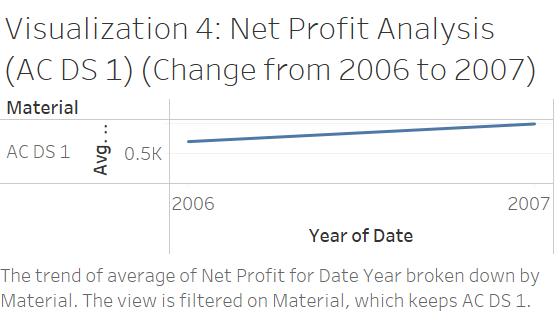 Visualization 4: Net Profit Analysis
(AC DS 1) (Change from 2006 to 2007)
Material
AC DS 1
Avg. ...
0.5K
2006
2007
Year of Date
The trend of average of Net Profit for Date Year broken down by
Material. The view is filtered on Material, which keeps AC DS 1.